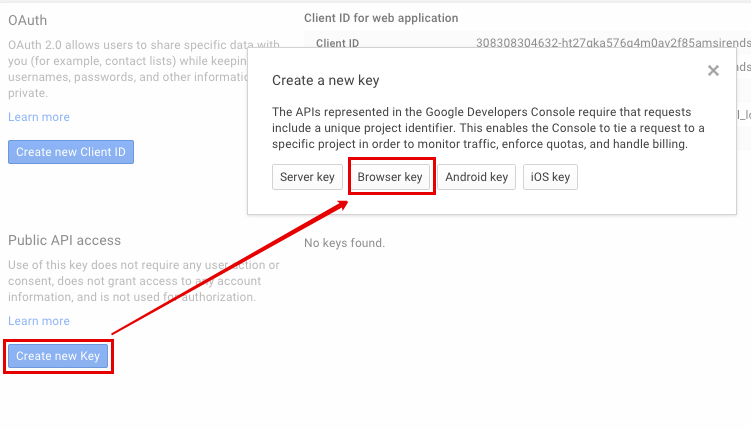 OAuth
OAuth 2.0 allows users to share specific data with
you (for example, contact lists) while keeping
usernames, passwords, and other information
private.
Learn more
Create new Client ID
Client ID for web application
Client ID
Create a new key
The APIs represented in the Google Developers Console require that requests
include a unique project identifier. This enables the Console to tie a request to a
specific project in order to monitor traffic, enforce quotas, and handle billing.
Server key
Browser key
Android key
iOS key
Public API access
Use of this key does not require any user action or
consent, does not grant access to any account
information, and is not used for authorization.
Learn more
Create new Key
No keys found.